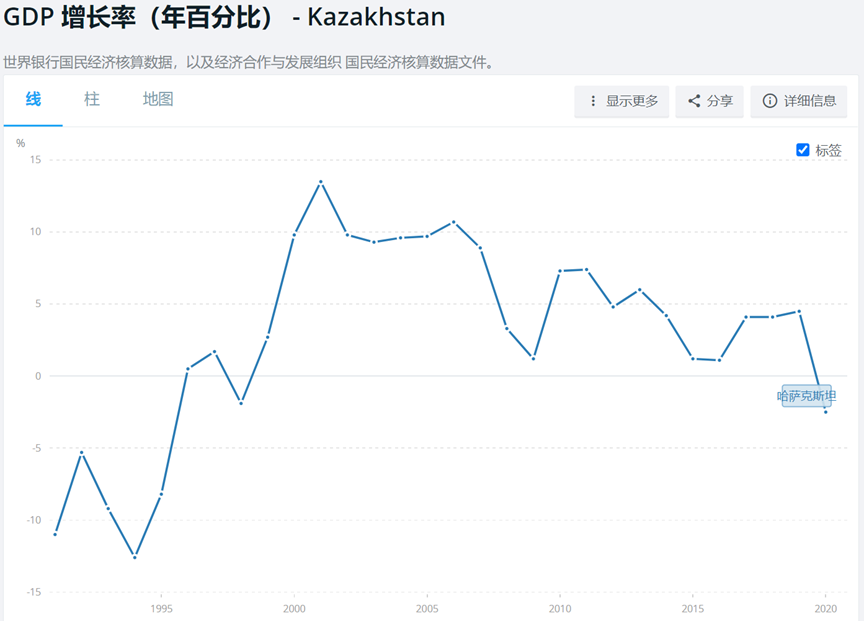 GDP 增长率（年百分比） - Kazakhstan
世界银行国民经济核算数据，以及经济合作与发展组织 国民经济核算数据文件。
线 柱 地图 显示更多 分享 详细信息
%
标签
15
10
5
0
哈萨克斯坦
-5
-10
-15
1995 2000 2005 2010 2015 2020